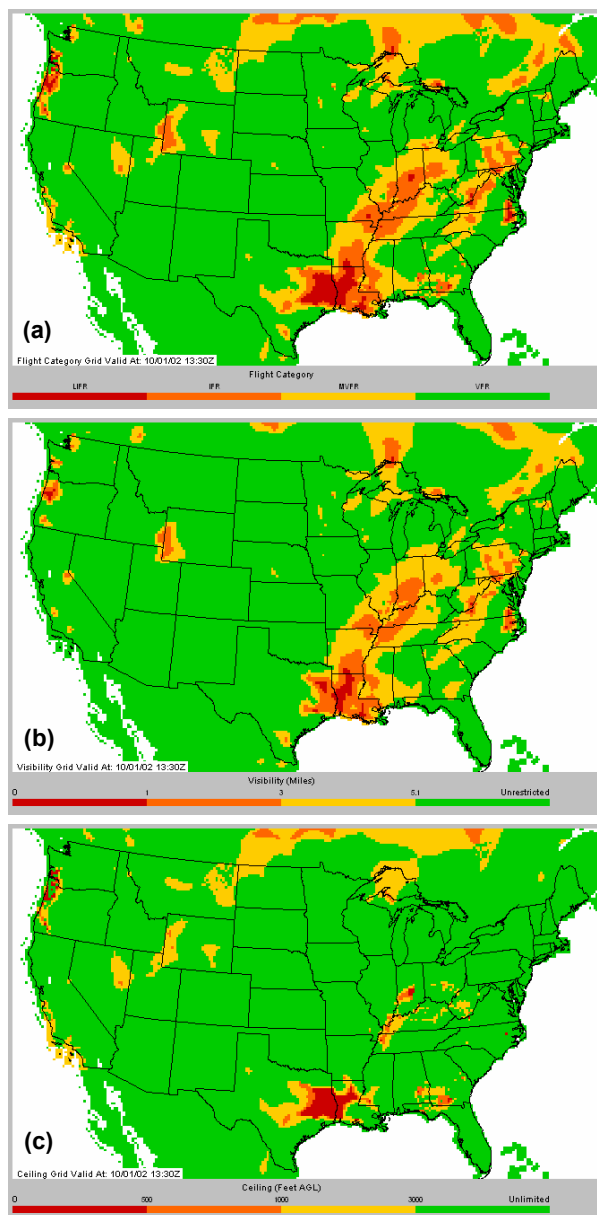 (a)
Flight Category Grid Valid At: 10/01/02 13:30Z
Flight Category
LIFR IFR MVFR VFR
(b)
Visibility Grid Valid At: 10/01/02 13:30Z
Visibility (Miles)
0 1 3 5.1 Unrestricted
(c)
Ceiling Grid Valid At: 10/01/02 13:30Z
Ceiling (Feet AGL)
0 500 1000 3000 Unlimited